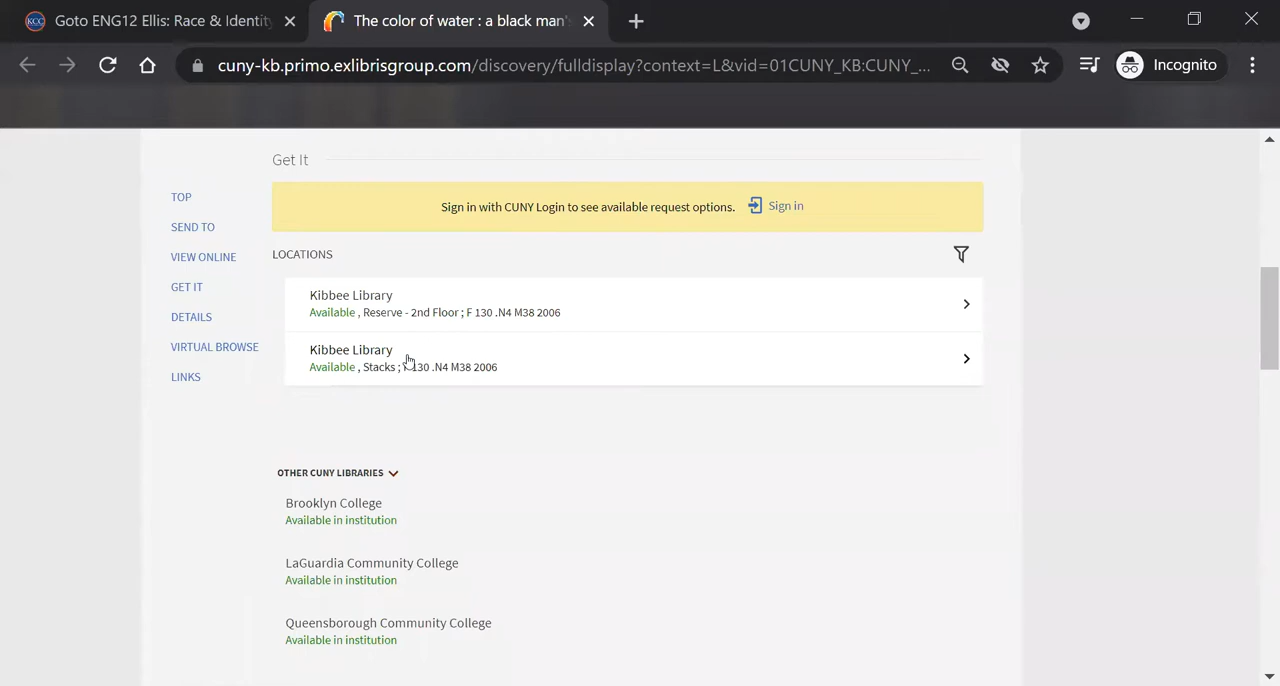 KCC Goto ENG12 Ellis: Race & Identity
The color of water : a black man's
cuny-kb.primo.exlibrisgroup.com/discovery/fulldisplay?context=L&vid=01CUNY_KB:CUNY_...
Incognito
Get It
TOP
SEND TO
VIEW ONLINE
GET IT
DETAILS
VIRTUAL BROWSE
LINKS
Sign in with CUNY Login to see available request options. Sign in
LOCATIONS
Kibbee Library
Available , Reserve - 2nd Floor ; F 130 .N4 M38 2006
Kibbee Library
Available , Stacks ; F 130 .N4 M38 2006
OTHER CUNY LIBRARIES
Brooklyn College
Available in institution
LaGuardia Community College
Available in institution
Queensborough Community College
Available in institution